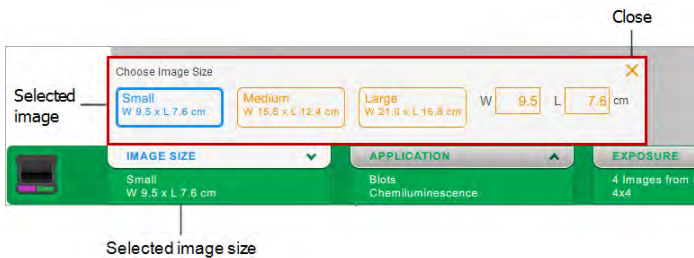 Close
Choose Image Size
Selected
image
Small
W 9.5 x L 7.6 cm
Medium
W 15.5 x L 12.4 cm
Large
W 21.0 x L 16.8 cm
W 9.5 L 7.6 cm
IMAGE SIZE
Small
W 9.5 x L 7.6 cm
APPLICATION
Blots
Chemiluminescence
EXPOSURE
4 Images from
4x4
Selected image size